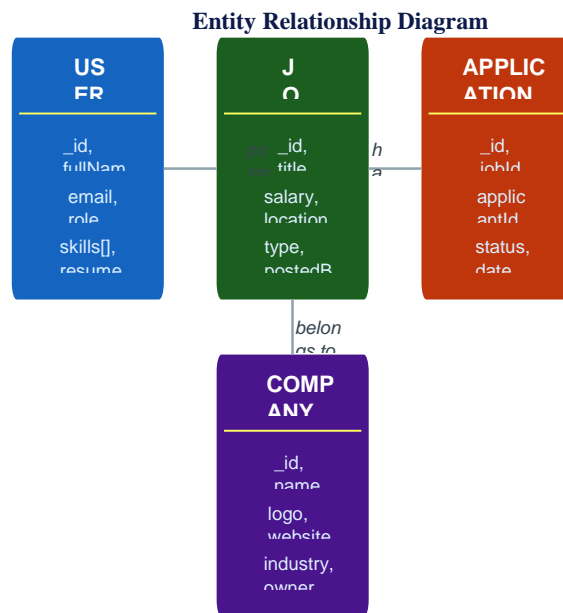 Entity Relationship Diagram
US
ER
_id,
fullNam
email,
role
skills[],
resume
J
O
_id,
title
salary,
location
type,
postedB
h
a
APPLIC
ATION
_id,
jobId
applic
antId
status,
date
belon
gs to
COMP
ANY
_id,
name
logo,
website
industry,
owner